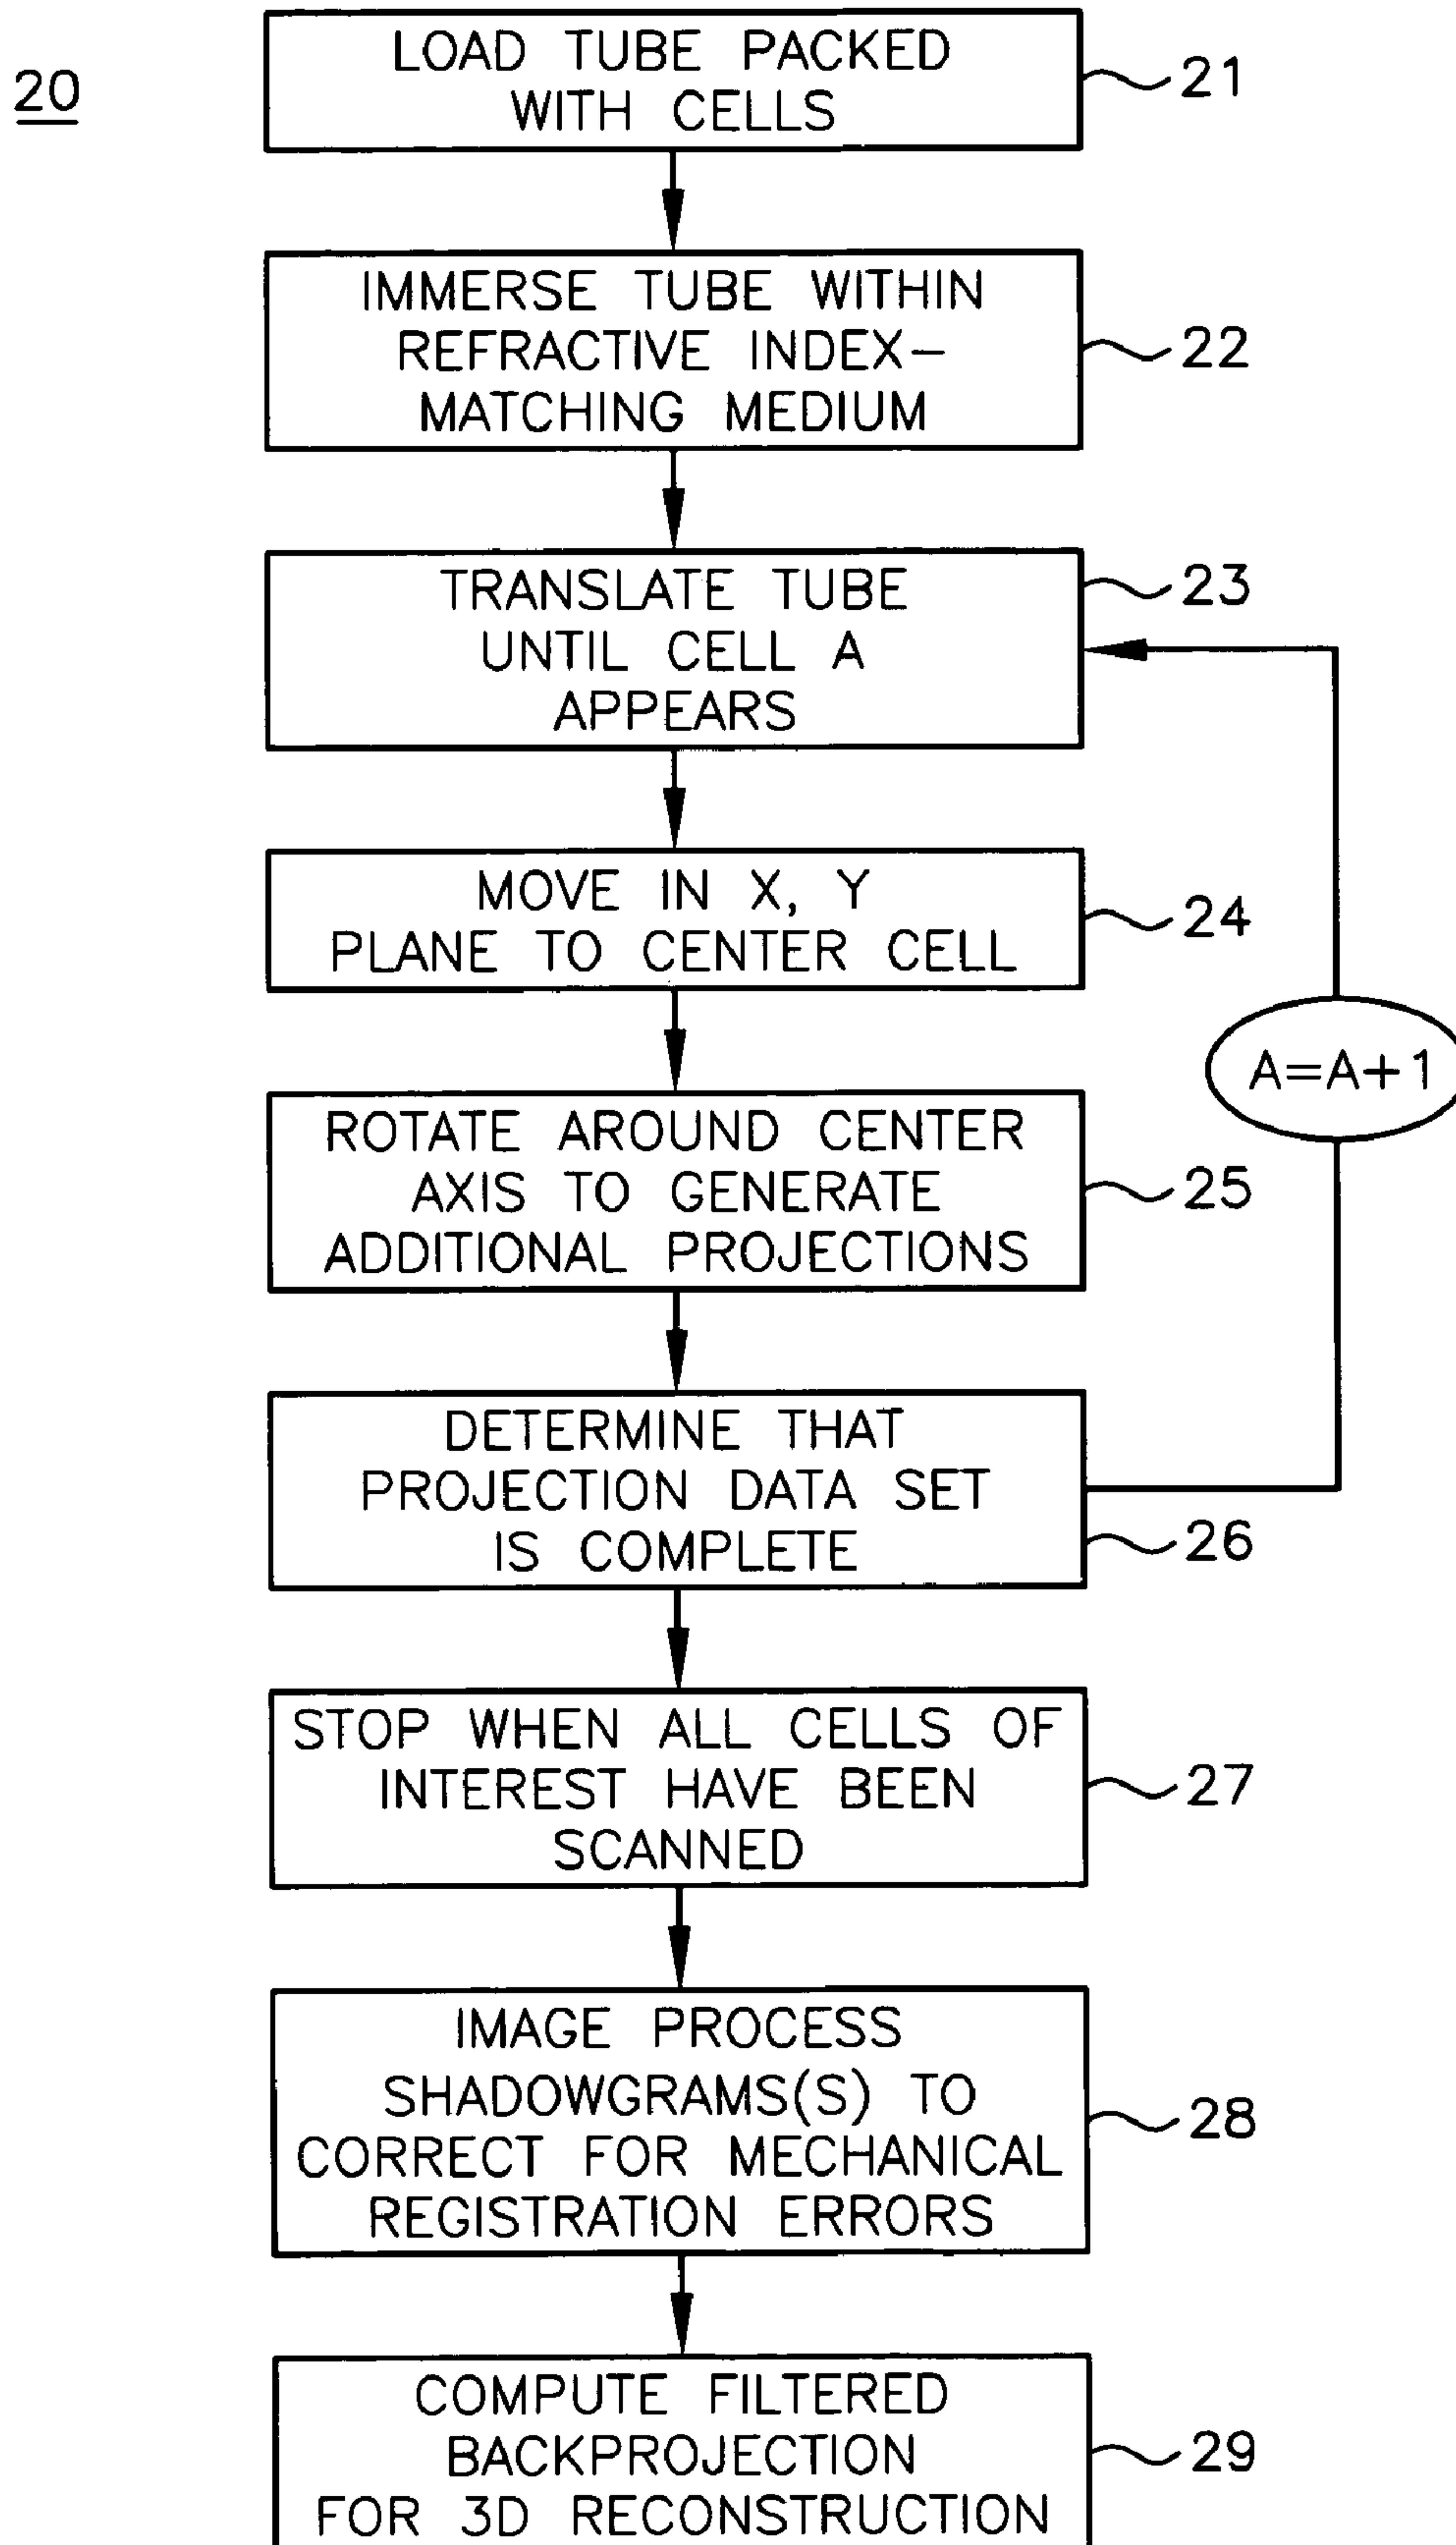 20
LOAD TUBE PACKED
WITH CELLS
21
IMMERSE TUBE WITHIN
REFRACTIVE INDEX-
MATCHING MEDIUM
22
TRANSLATE TUBE
UNTIL CELL A
APPEARS
23
MOVE IN X, Y
PLANE TO CENTER CELL
24
A=A+1
ROTATE AROUND CENTER
AXIS TO GENERATE
ADDITIONAL PROJECTIONS
25
DETERMINE THAT
PROJECTION DATA SET
IS COMPLETE
26
STOP WHEN ALL CELLS OF
INTEREST HAVE BEEN
SCANNED
27
IMAGE PROCESS
SHADOWGRAMS(S) TO
CORRECT FOR MECHANICAL
REGISTRATION ERRORS
28
COMPUTE FILTERED
BACKPROJECTION
FOR 3D RECONSTRUCTION
29